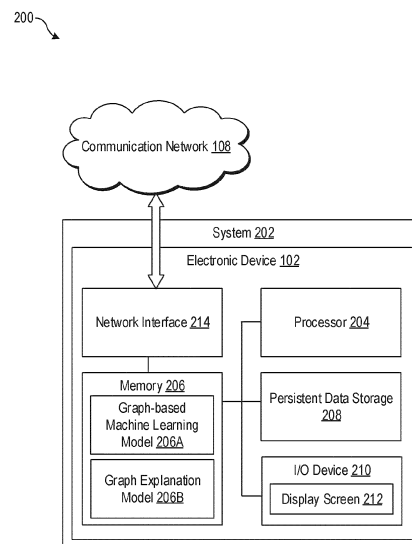 200
Communication Network 108
System 202
Electronic Device 102
Network Interface 214
Processor 204
Memory 206
Graph-based
Machine Learning
Model 206A
Graph Explanation
Model 206B
Persistent Data Storage
208
I/O Device 210
Display Screen 212